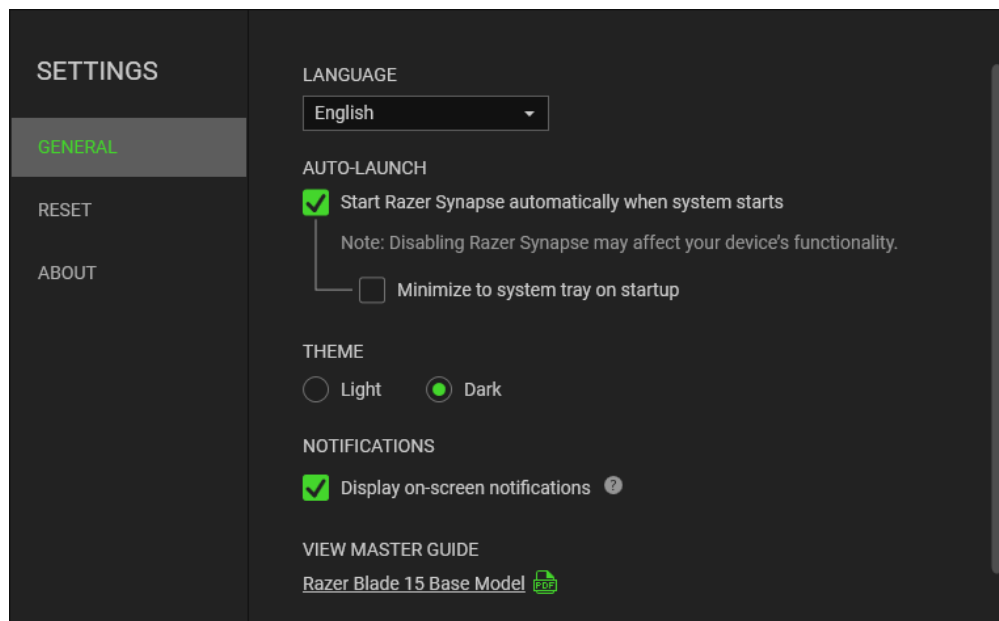 SETTINGS
GENERAL
RESET
ABOUT
LANGUAGE
English
AUTO-LAUNCH
Start Razer Synapse automatically when system starts
Note: Disabling Razer Synapse may affect your device’s functionality.
Minimize to system tray on startup
THEME
Light Dark
NOTIFICATIONS
Display on-screen notifications ?
VIEW MASTER GUIDE
Razer Blade 15 Base Model PDF